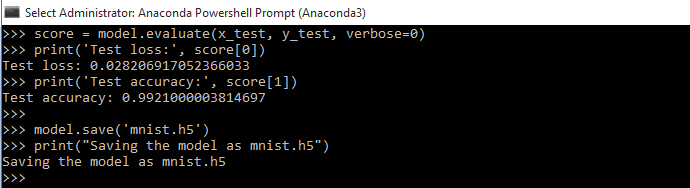 Select Administrator: Anaconda Powershell Prompt (Anaconda3)
>>> score = model.evaluate(x_test, y_test, verbose=0)
>>> print('Test loss:', score[0])
Test loss: 0.028206917052366033
>>> print('Test accuracy:', score[1])
Test accuracy: 0.9921000003814697
>>>
>>> model.save('mnist.h5')
>>> print("Saving the model as mnist.h5")
Saving the model as mnist.h5
>>>